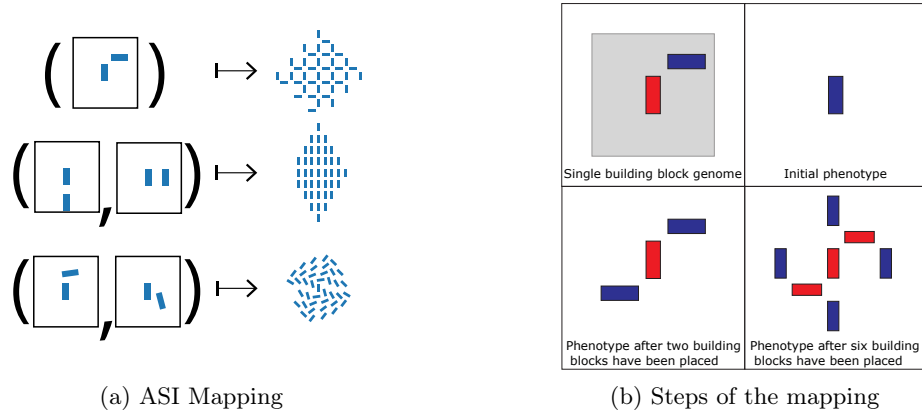 Single building block genome
Initial phenotype
Phenotype after two building
blocks have been placed
Phenotype after six building
blocks have been placed
(a) ASI Mapping
(b) Steps of the mapping